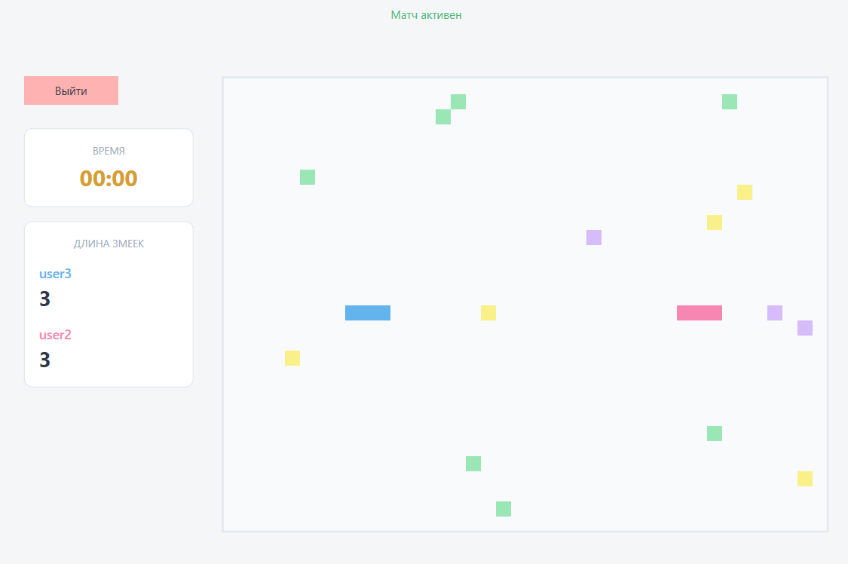 Матч активен
Выйти
ВРЕМЯ
00:00
ДЛИНА ЗМЕЕК
user3
3
user2
3